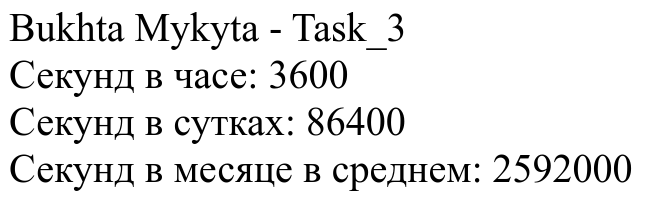 Bukhta Mykyta - Task_3
Секунд в часе: 3600
Секунд в сутках: 86400
Секунд в месяце в среднем: 2592000